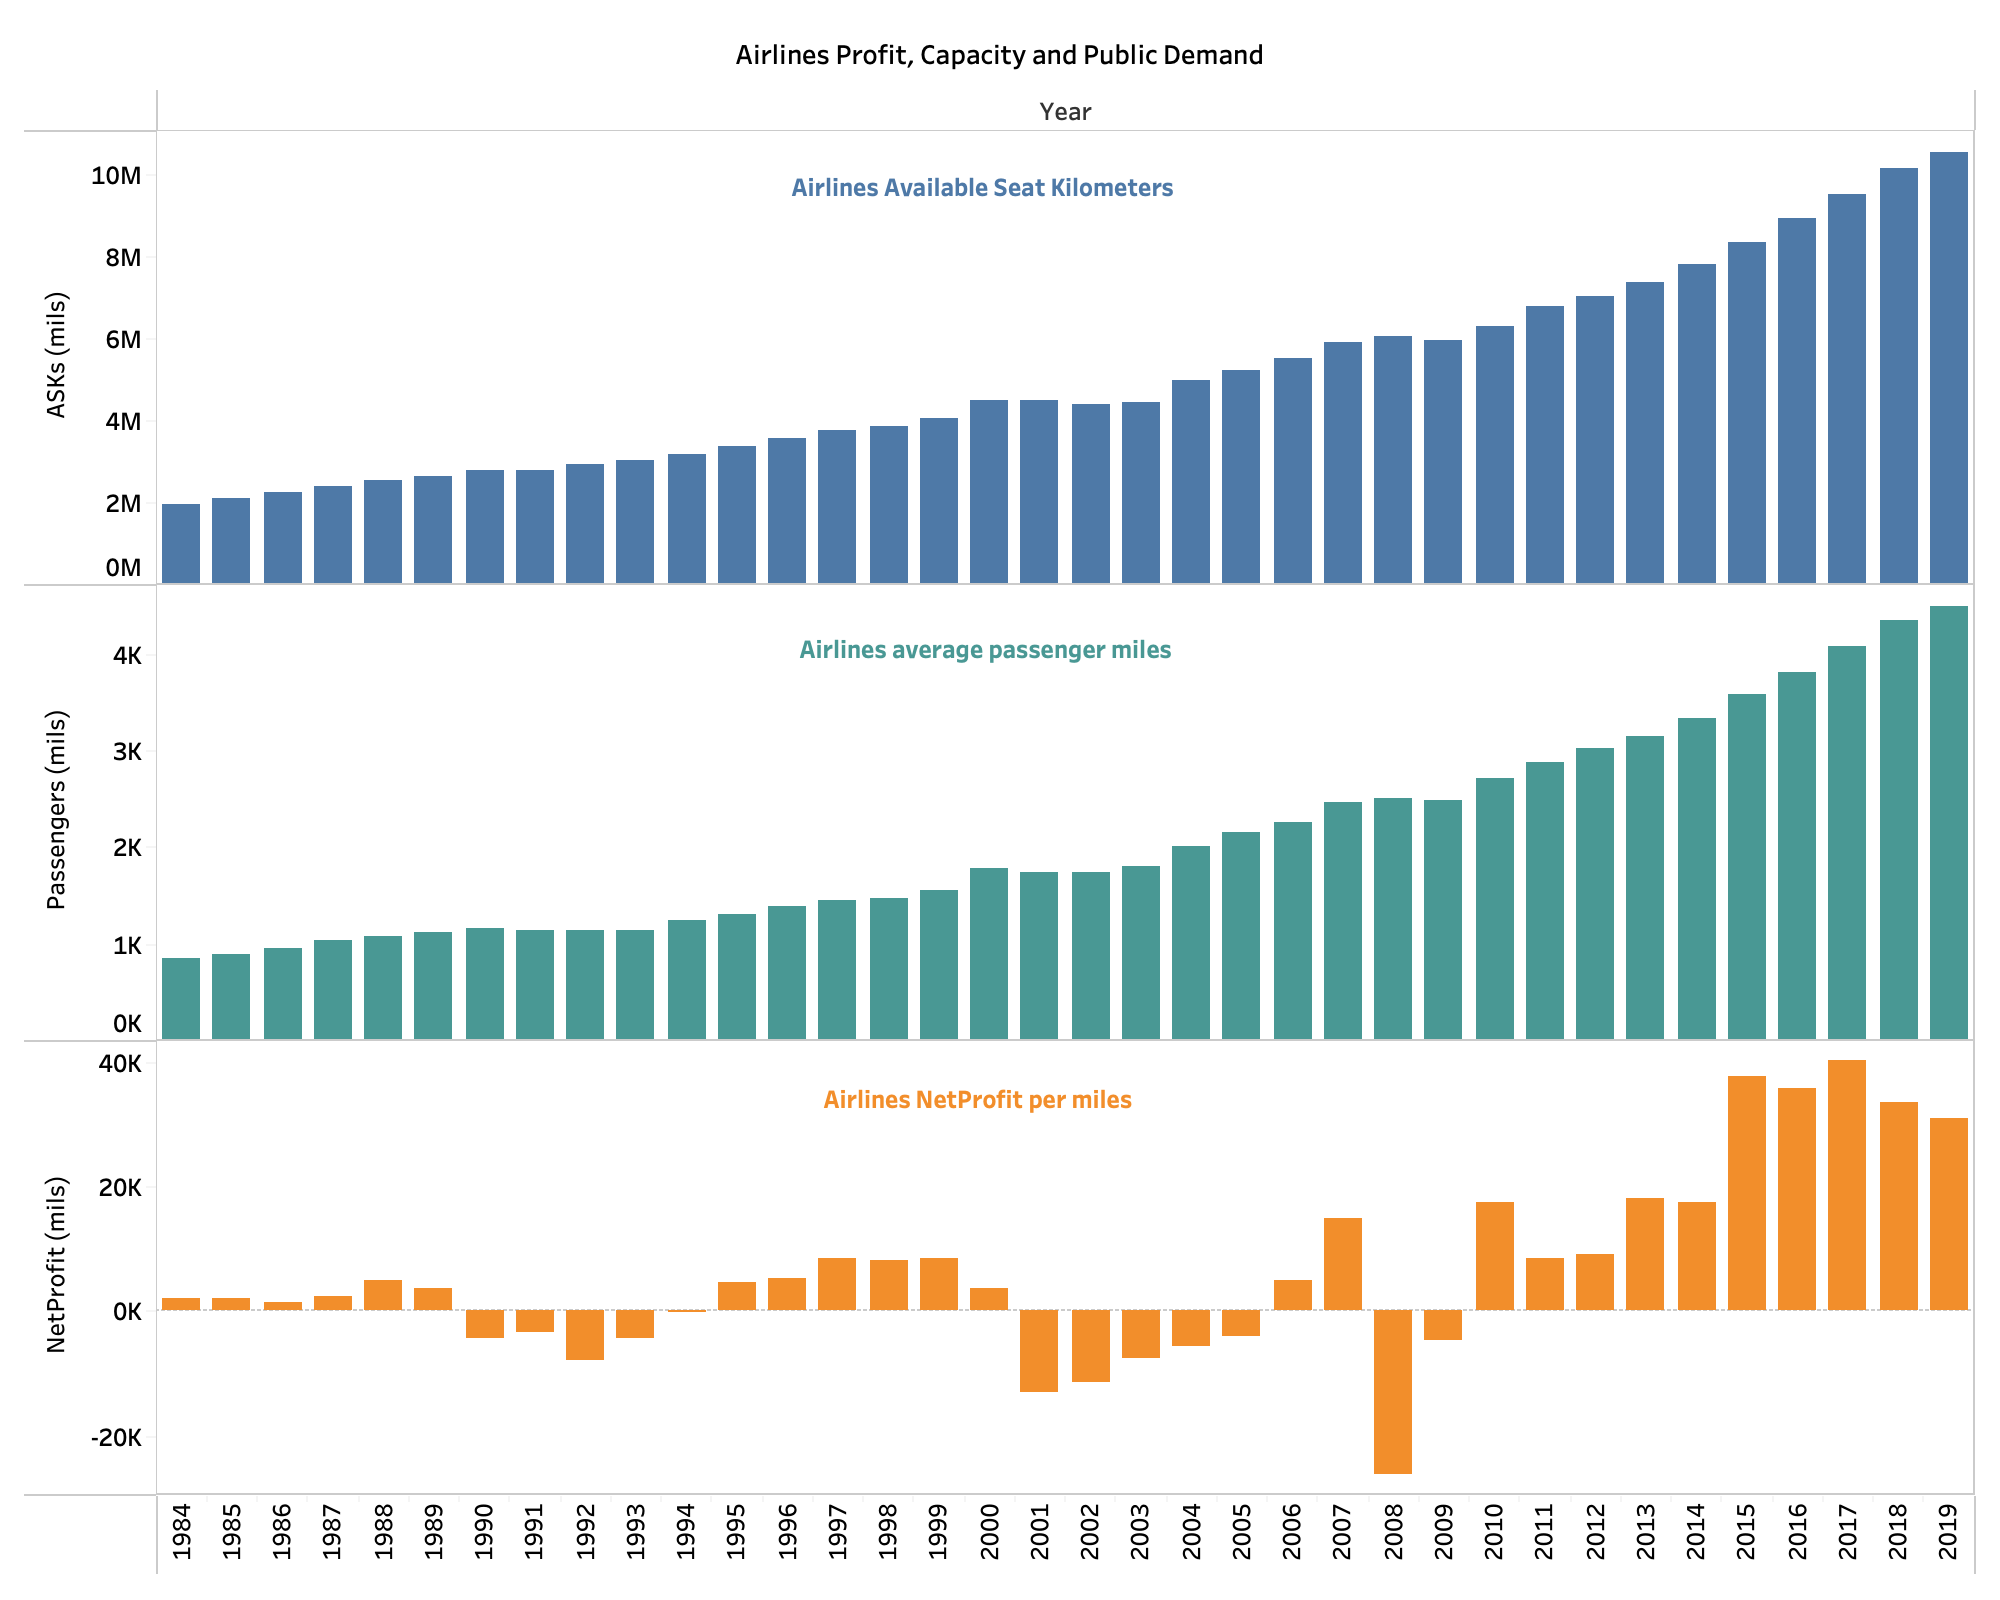 Airlines Profit, Capacity and Public Demand
Year
Airlines Available Seat Kilometers
ASKs (mils)
10M
8M
6M
4M
2M
0M
Airlines average passenger miles
Passengers (mils)
4K
3K
2K
1K
0K
Airlines NetProfit per miles
NetProfit (mils)
40K
20K
0K
-20K
1984 1985 1986 1987 1988 1989 1990 1991 1992 1993 1994 1995 1996 1997 1998 1999 2000 2001 2002 2003 2004 2005 2006 2007 2008 2009 2010 2011 2012 2013 2014 2015 2016 2017 2018 2019